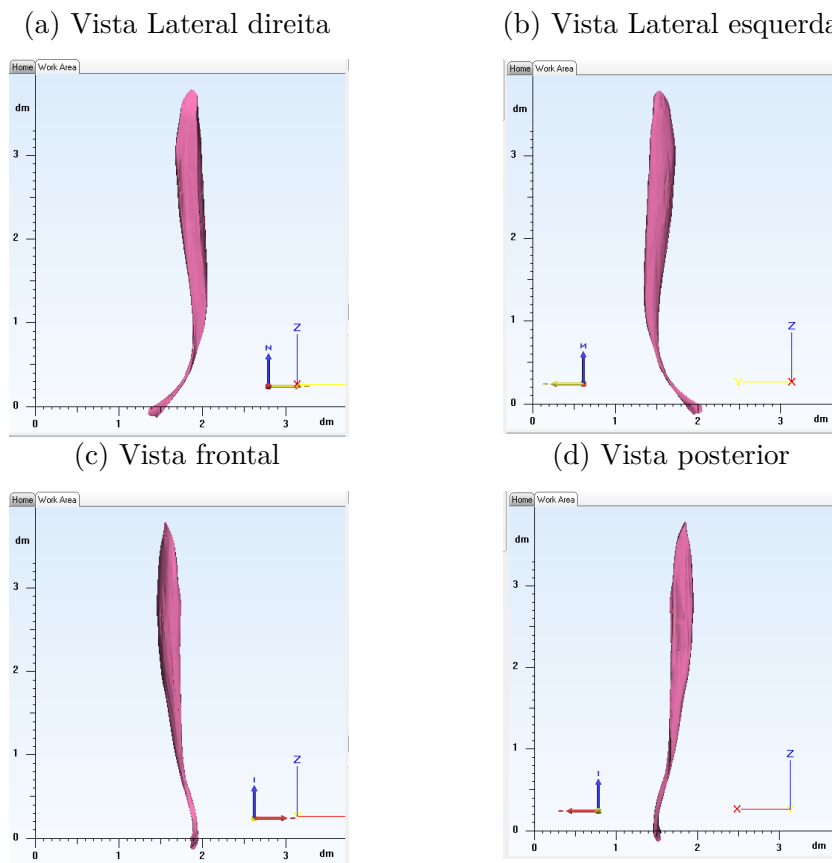 (a) Vista Lateral direita
(b) Vista Lateral esquerda
Home Work Area
dm
3
2
1
0
0 1 2 3 dm
Z
Z
X
Home Work Area
dm
3
2
1
0
0 1 2 3 dm
Z
Y
Z
X
(c) Vista frontal
(d) Vista posterior
Home Work Area
dm
3
2
1
0
0 1 2 3 dm
Z
Home Work Area
dm
3
2
1
0
0 1 2 3 dm
Z
X